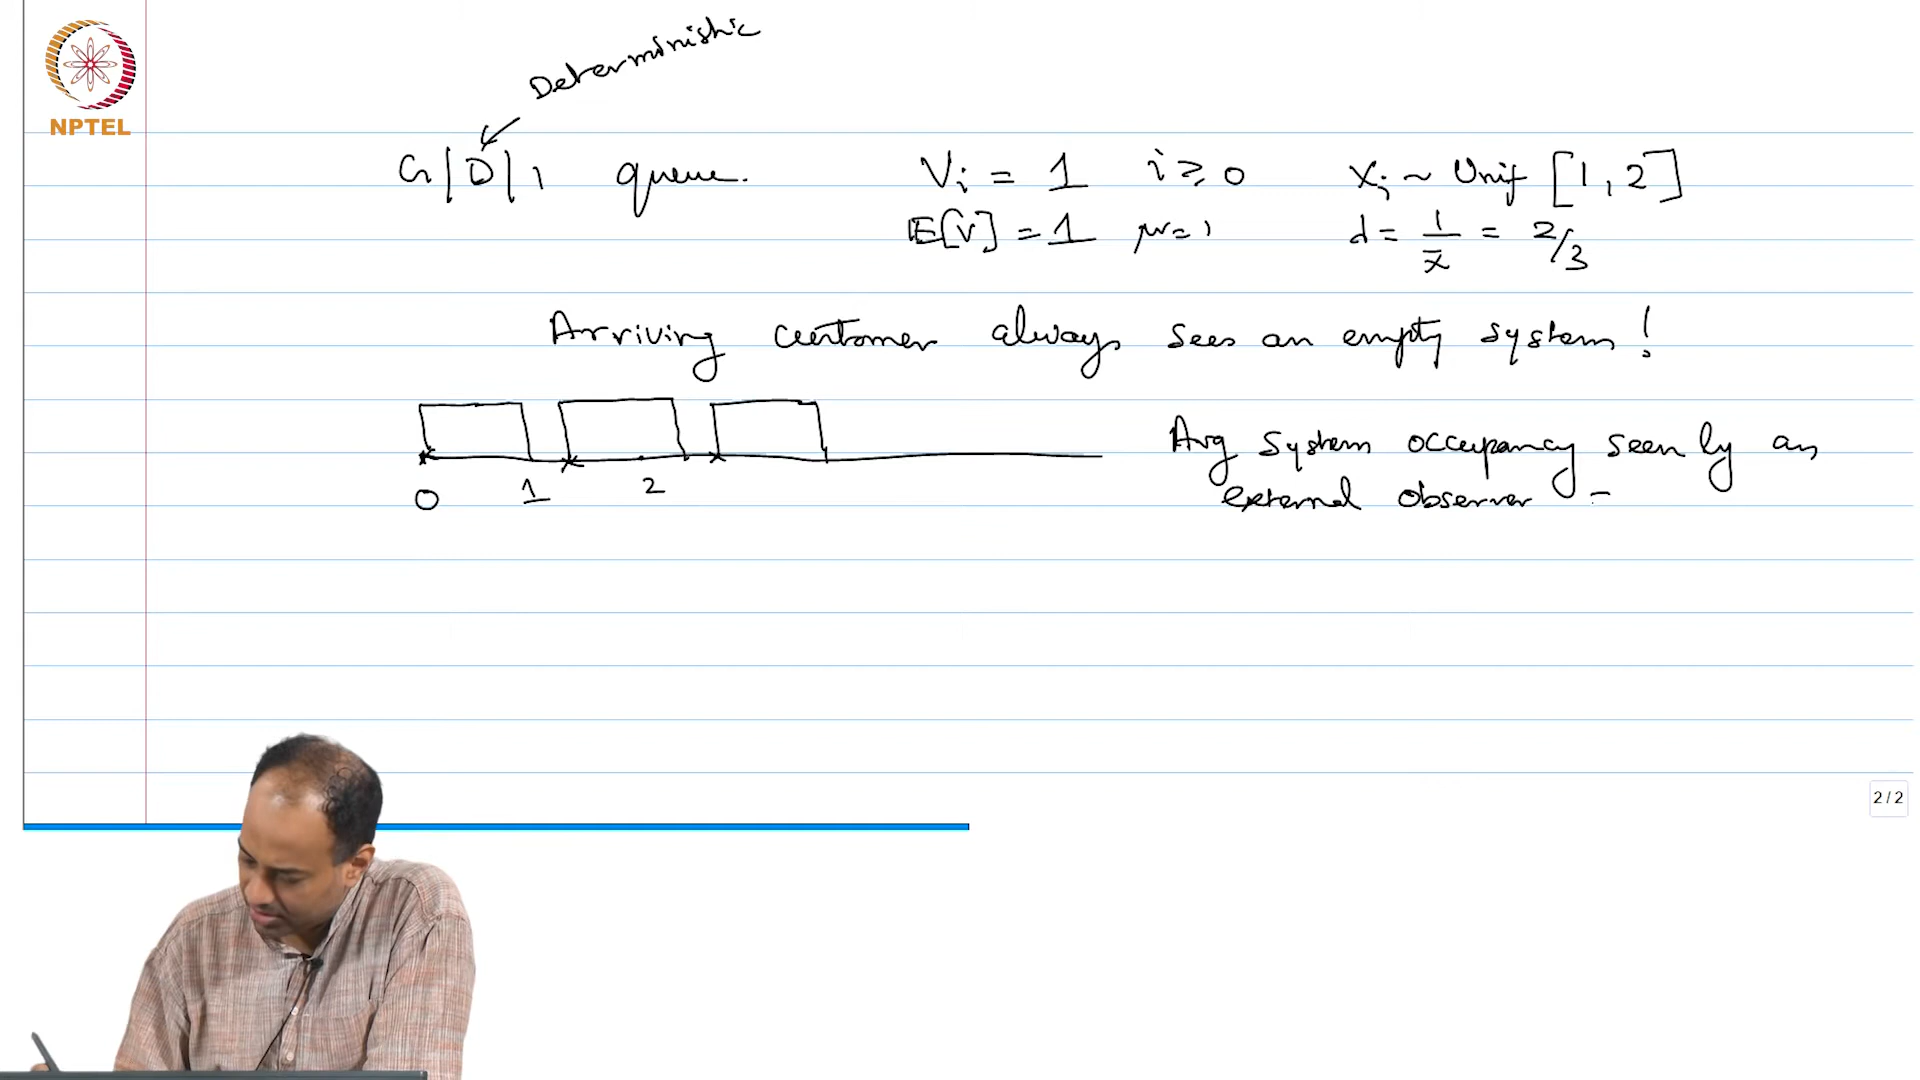 NPTEL
Deterministic
G|D|1 queue. Vi = 1 i ≥ 0 Xi ~ Unif [1, 2]
E[V] = 1 μ = 1 λ = 1/x̄ = 2/3
Arriving customer always sees an empty system!
Avg system occupancy seen by an
external observer =
0 1 2
2 / 2